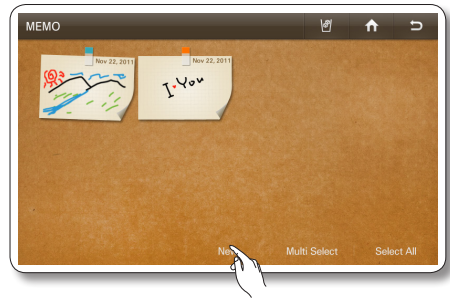 MEMO
Nov 22, 2011
Nov 22, 2011
I ♥ You
Multi Select
Select All